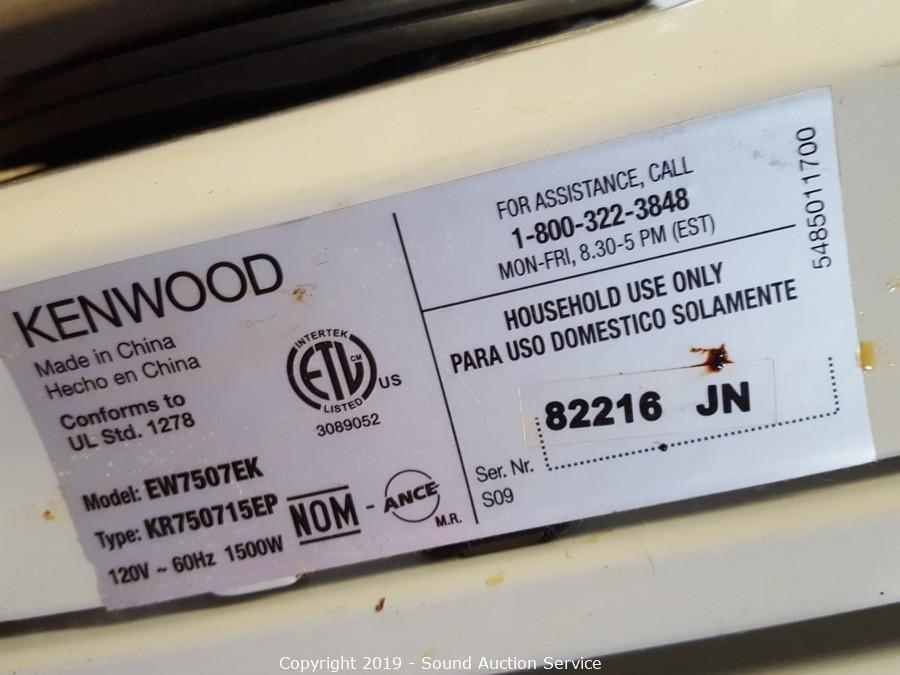 KENWOOD
Made in China
Hecho en China
Conforms to
UL Std. 1278
INTERTEK
ETL CM
US
LISTED
3089052
Model: EW7507EK
Type: KR750715EP
120V ~ 60Hz 1500W
NOM - ANCE
M.R.
FOR ASSISTANCE, CALL
1-800-322-3848
MON-FRI, 8.30-5 PM (EST)
HOUSEHOLD USE ONLY
PARA USO DOMESTICO SOLAMENTE
82216 JN
Ser. Nr.
S09
5485011700
Copyright 2019 - Sound Auction Service